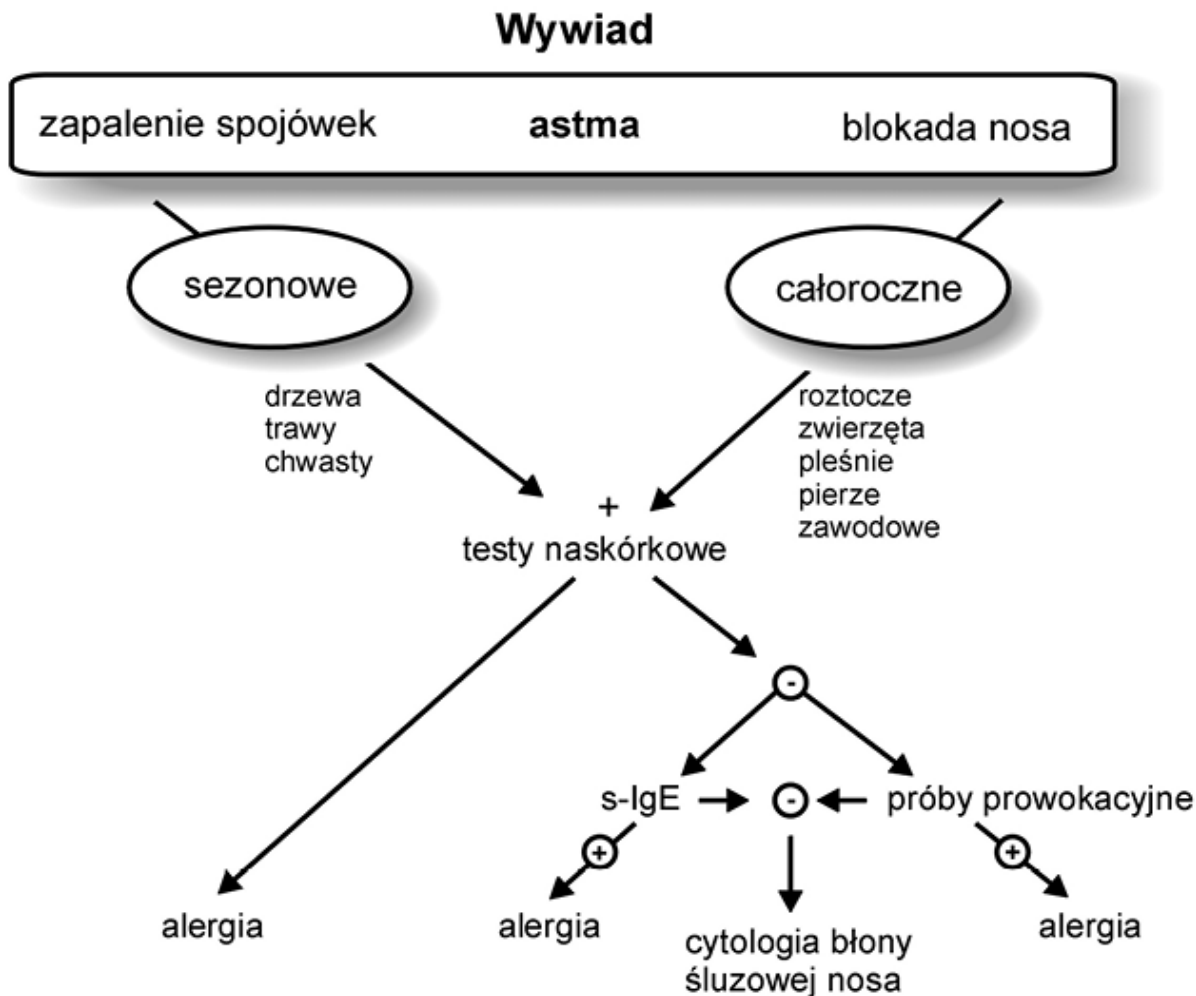 Wywiad
zapalenie spojówek astma blokada nosa
sezonowe
całoroczne
drzewa
trawy
chwasty
roztocze
zwierzęta
pleśnie
pierze
zawodowe
+
testy naskórkowe
-
s-IgE
-
próby prowokacyjne
+
+
alergia
alergia
cytologia błony
śluzowej nosa
alergia